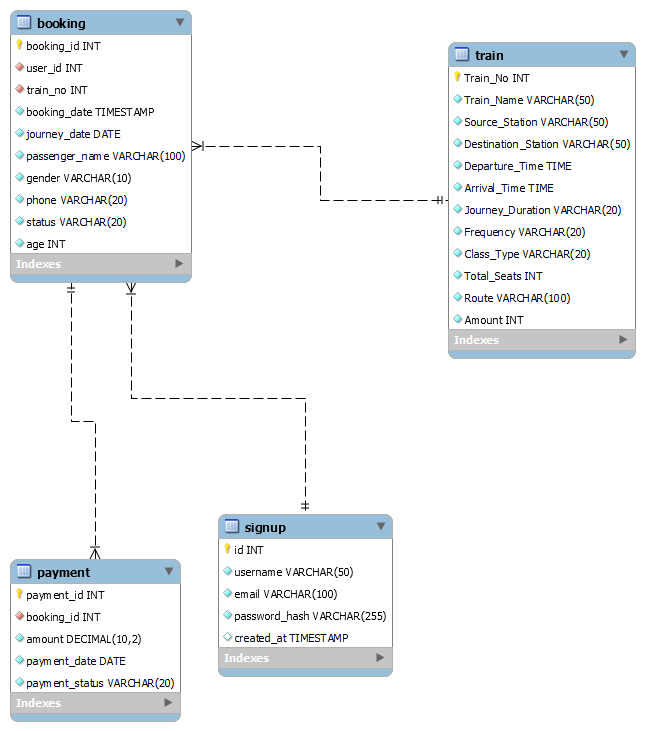 booking
booking_id INT
user_id INT
train_no INT
booking_date TIMESTAMP
journey_date DATE
passenger_name VARCHAR(100)
gender VARCHAR(10)
phone VARCHAR(20)
status VARCHAR(20)
age INT
Indexes
train
Train_No INT
Train_Name VARCHAR(50)
Source_Station VARCHAR(50)
Destination_Station VARCHAR(50)
Departure_Time TIME
Arrival_Time TIME
Journey_Duration VARCHAR(20)
Frequency VARCHAR(20)
Class_Type VARCHAR(20)
Total_Seats INT
Route VARCHAR(100)
Amount INT
Indexes
signup
id INT
username VARCHAR(50)
email VARCHAR(100)
password_hash VARCHAR(255)
created_at TIMESTAMP
Indexes
payment
payment_id INT
booking_id INT
amount DECIMAL(10,2)
payment_date DATE
payment_status VARCHAR(20)
Indexes